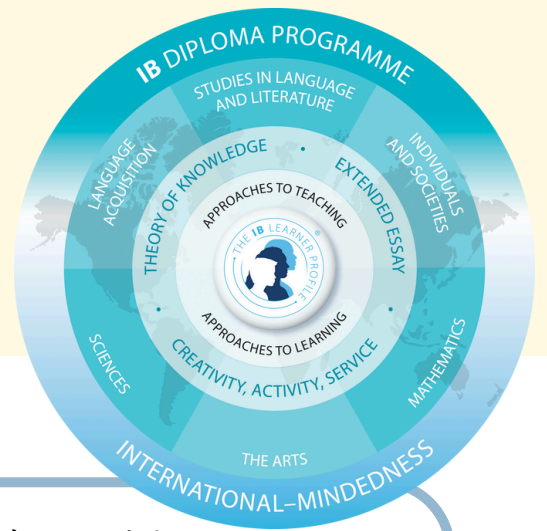 IB DIPLOMA PROGRAMME
STUDIES IN LANGUAGE
AND LITERATURE
LANGUAGE
ACQUISITION
INDIVIDUALS
AND SOCIETIES
THEORY OF KNOWLEDGE
EXTENDED ESSAY
APPROACHES TO TEACHING
THE IB LEARNER PROFILE
®
APPROACHES TO LEARNING
CREATIVITY, ACTIVITY, SERVICE
SCIENCES
MATHEMATICS
THE ARTS
INTERNATIONAL–MINDEDNESS